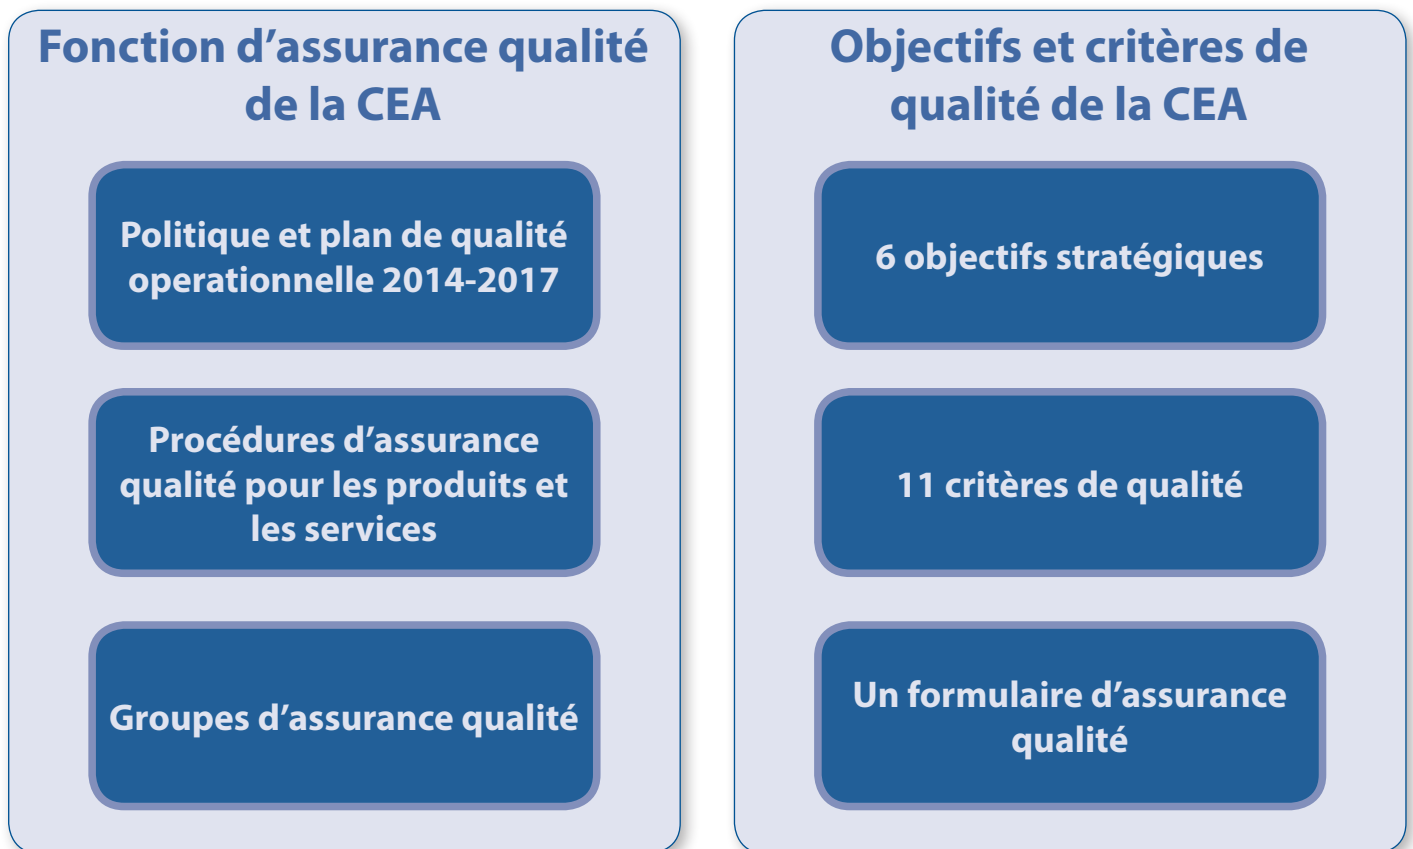 Fonction d’assurance qualité
de la CEA
Politique et plan de qualité
operationnelle 2014-2017
Procédures d’assurance
qualité pour les produits et
les services
Groupes d’assurance qualité
Objectifs et critères de
qualité de la CEA
6 objectifs stratégiques
11 critères de qualité
Un formulaire d’assurance
qualité